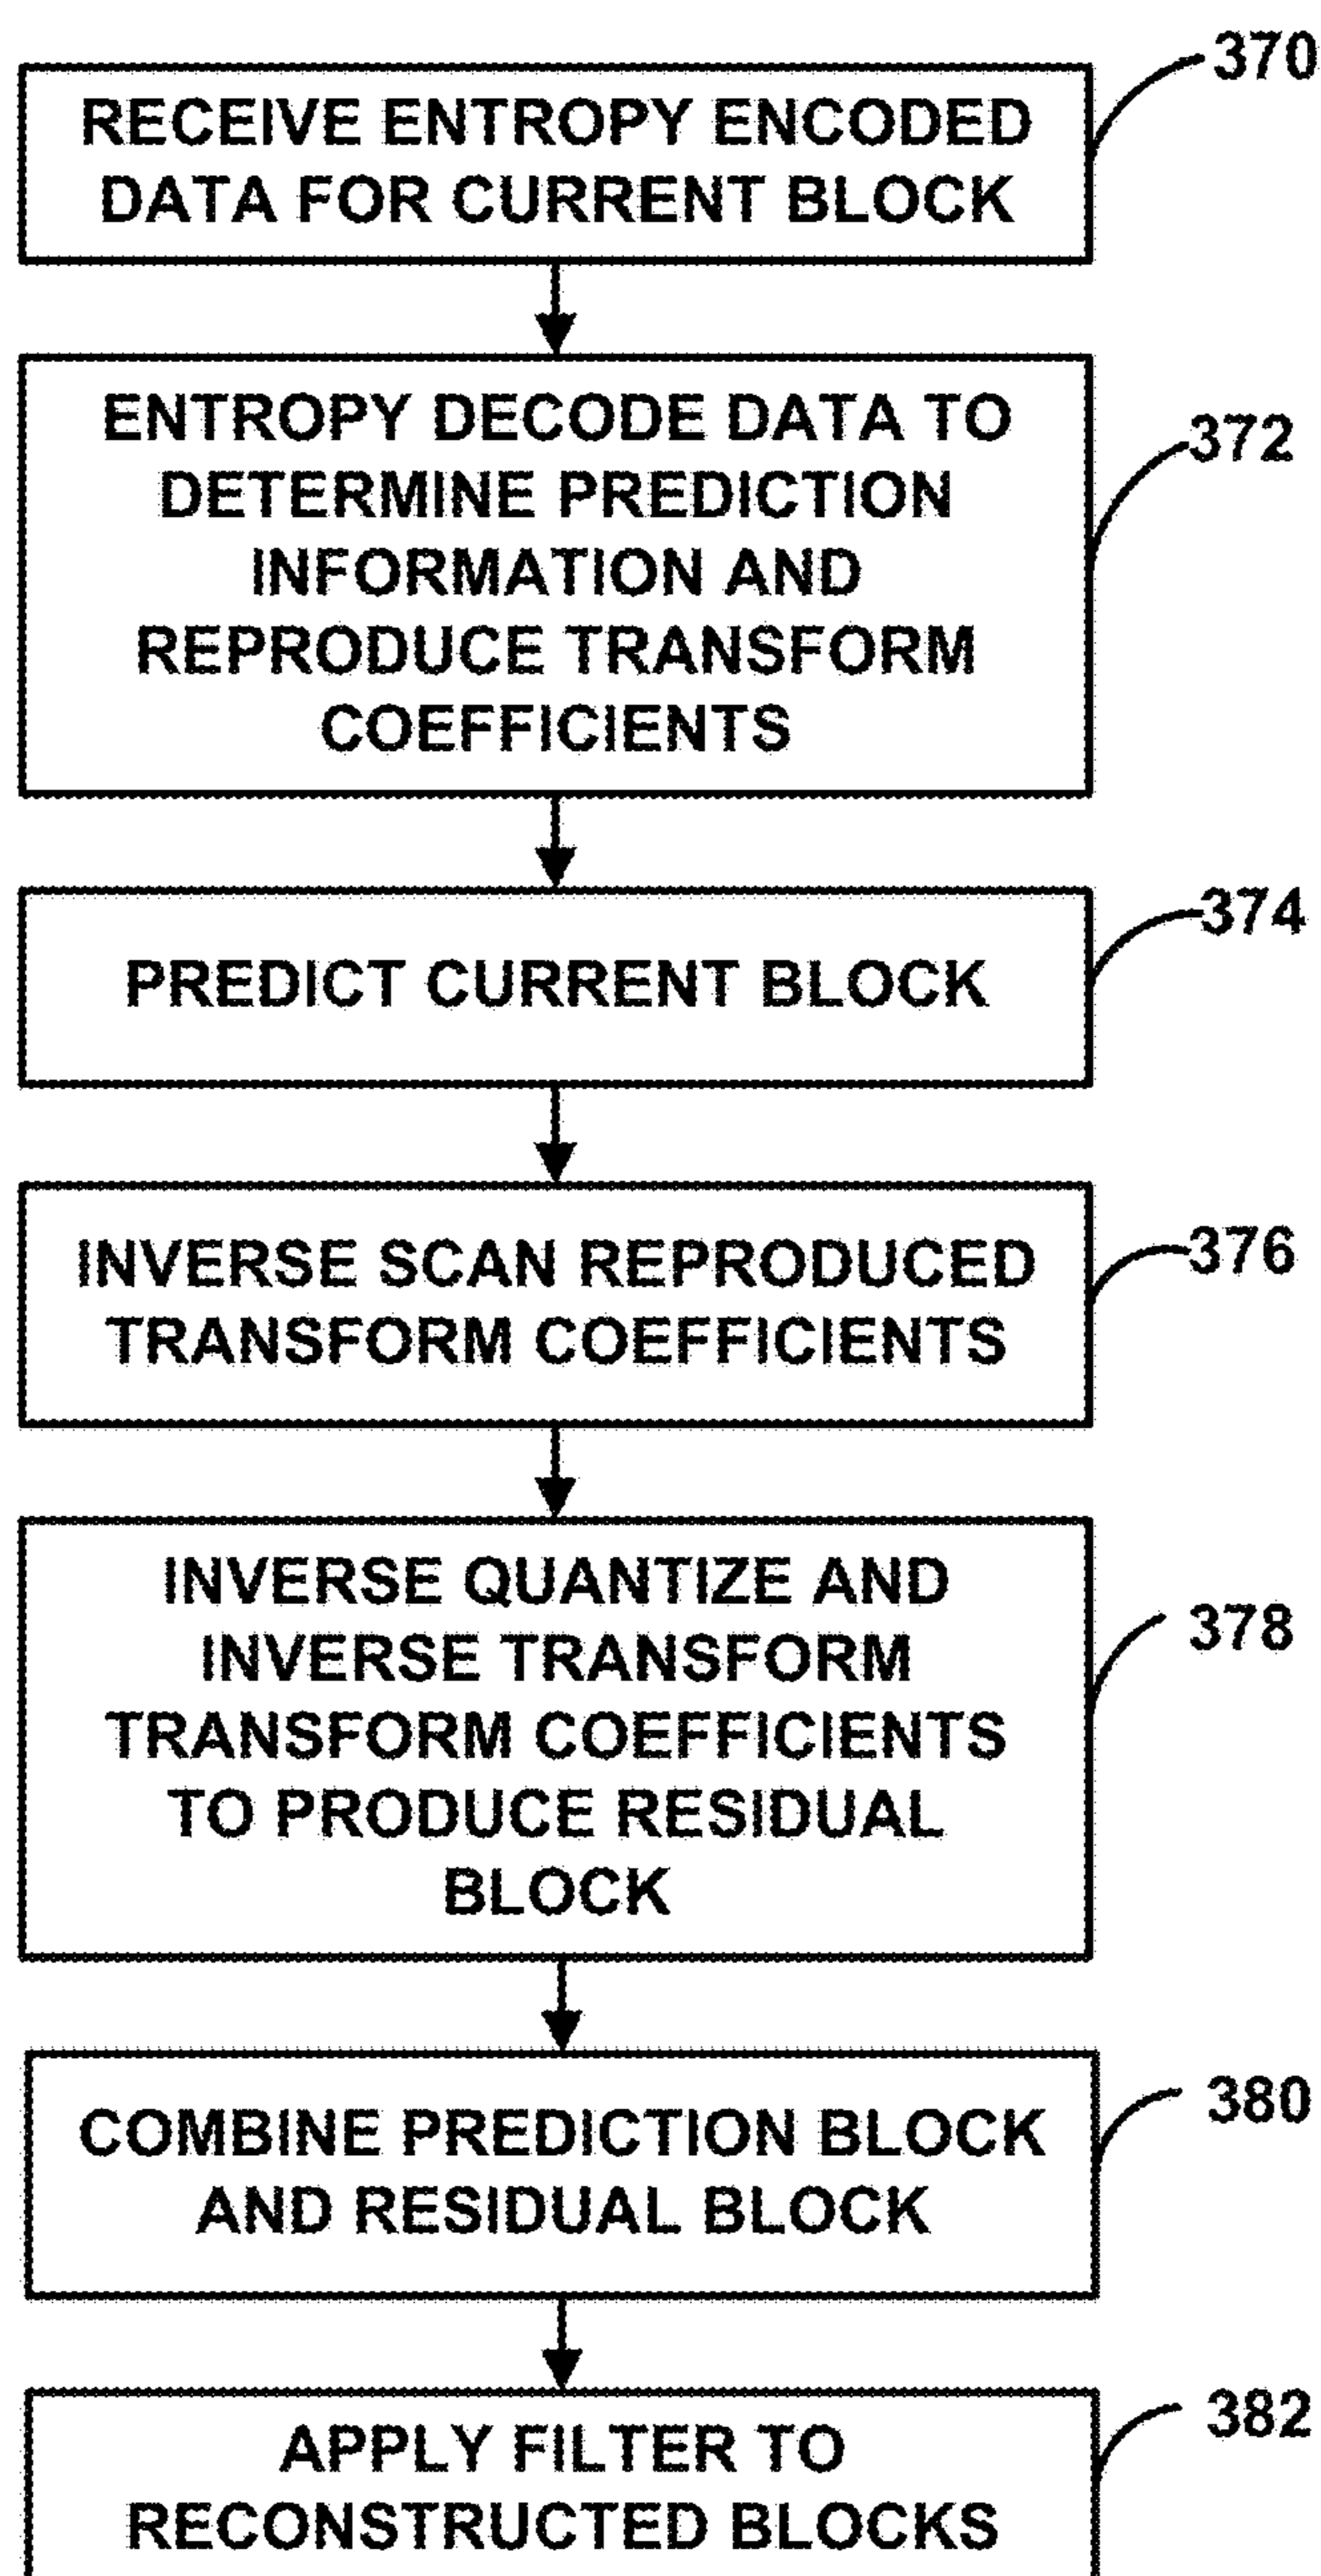 370
RECEIVE ENTROPY ENCODED
DATA FOR CURRENT BLOCK
372
ENTROPY DECODE DATA TO
DETERMINE PREDICTION
INFORMATION AND
REPRODUCE TRANSFORM
COEFFICIENTS
374
PREDICT CURRENT BLOCK
376
INVERSE SCAN REPRODUCED
TRANSFORM COEFFICIENTS
378
INVERSE QUANTIZE AND
INVERSE TRANSFORM
TRANSFORM COEFFICIENTS
TO PRODUCE RESIDUAL
BLOCK
380
COMBINE PREDICTION BLOCK
AND RESIDUAL BLOCK
382
APPLY FILTER TO
RECONSTRUCTED BLOCKS